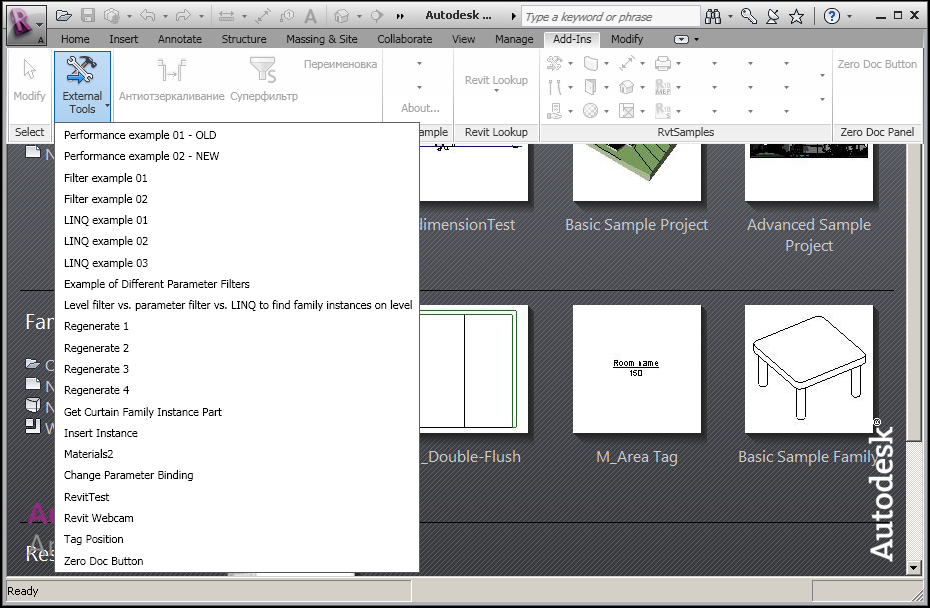 Autodesk ...
Type a keyword or phrase
Home Insert Annotate Structure Massing & Site Collaborate View Manage Add-Ins Modify
Modify
External
Tools
Антиотзеркаливание
Суперфильтр
Переименовка
About...
Revit Lookup
Zero Doc Button
Select
ample
Revit Lookup
RvtSamples
Zero Doc Panel
Performance example 01 - OLD
Performance example 02 - NEW
Filter example 01
Filter example 02
LINQ example 01
LINQ example 02
LINQ example 03
Example of Different Parameter Filters
Level filter vs. parameter filter vs. LINQ to find family instances on level
Regenerate 1
Regenerate 2
Regenerate 3
Regenerate 4
Get Curtain Family Instance Part
Insert Instance
Materials2
Change Parameter Binding
RevitTest
Revit Webcam
Tag Position
Zero Doc Button
N
dimensionTest
Basic Sample Project
Advanced Sample
Project
Far
Room name
150
_Double-Flush
M_Area Tag
Basic Sample Family
Res
Autodesk®
Ready